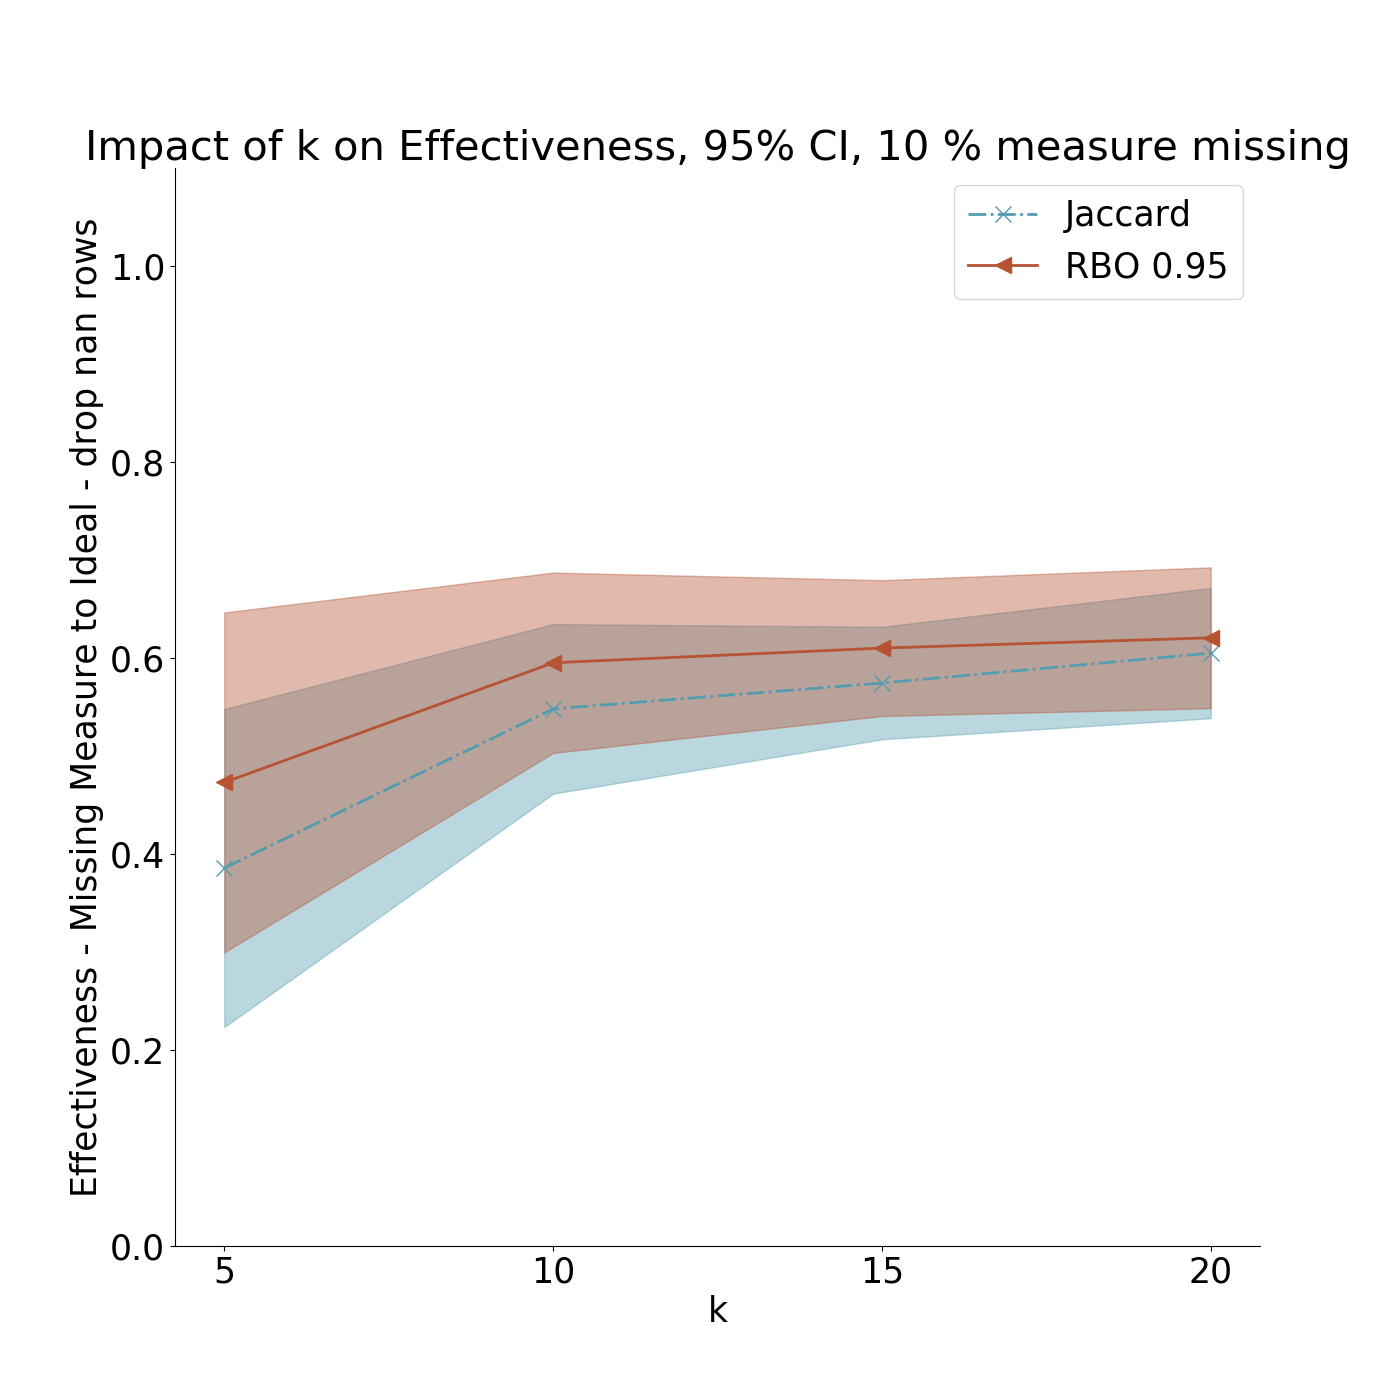 Impact of k on Effectiveness, 95% CI, 10 % measure missing
Jaccard
RBO 0.95
Effectiveness - Missing Measure to Ideal - drop nan rows
1.0
0.8
0.6
0.4
0.2
0.0
5 10 15 20
k